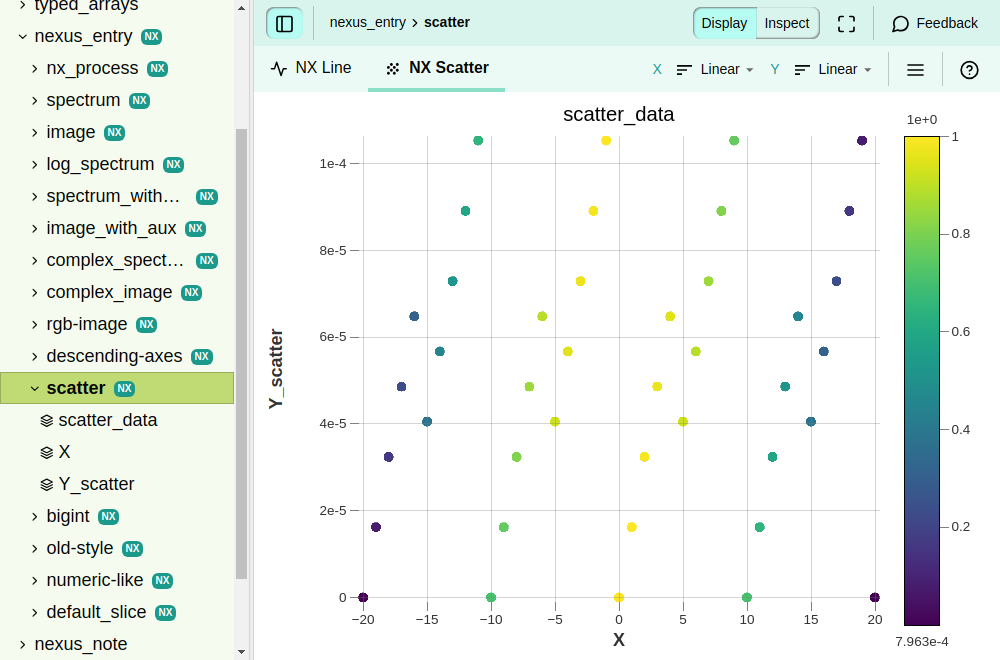 typed_arrays
nexus_entry NX
nx_process NX
spectrum NX
image NX
log_spectrum NX
spectrum_with… NX
image_with_aux NX
complex_spect… NX
complex_image NX
rgb-image NX
descending-axes NX
scatter NX
scatter_data
X
Y_scatter
bigint NX
old-style NX
numeric-like NX
default_slice NX
nexus_note
nexus_entry › scatter
Display Inspect
Feedback
NX Line NX Scatter
X Linear Y Linear
scatter_data
1e+0
1
0.8
0.6
0.4
0.2
7.963e-4
Y_scatter
1e-4
8e-5
6e-5
4e-5
2e-5
0
−20 −15 −10 −5 0 5 10 15 20
X